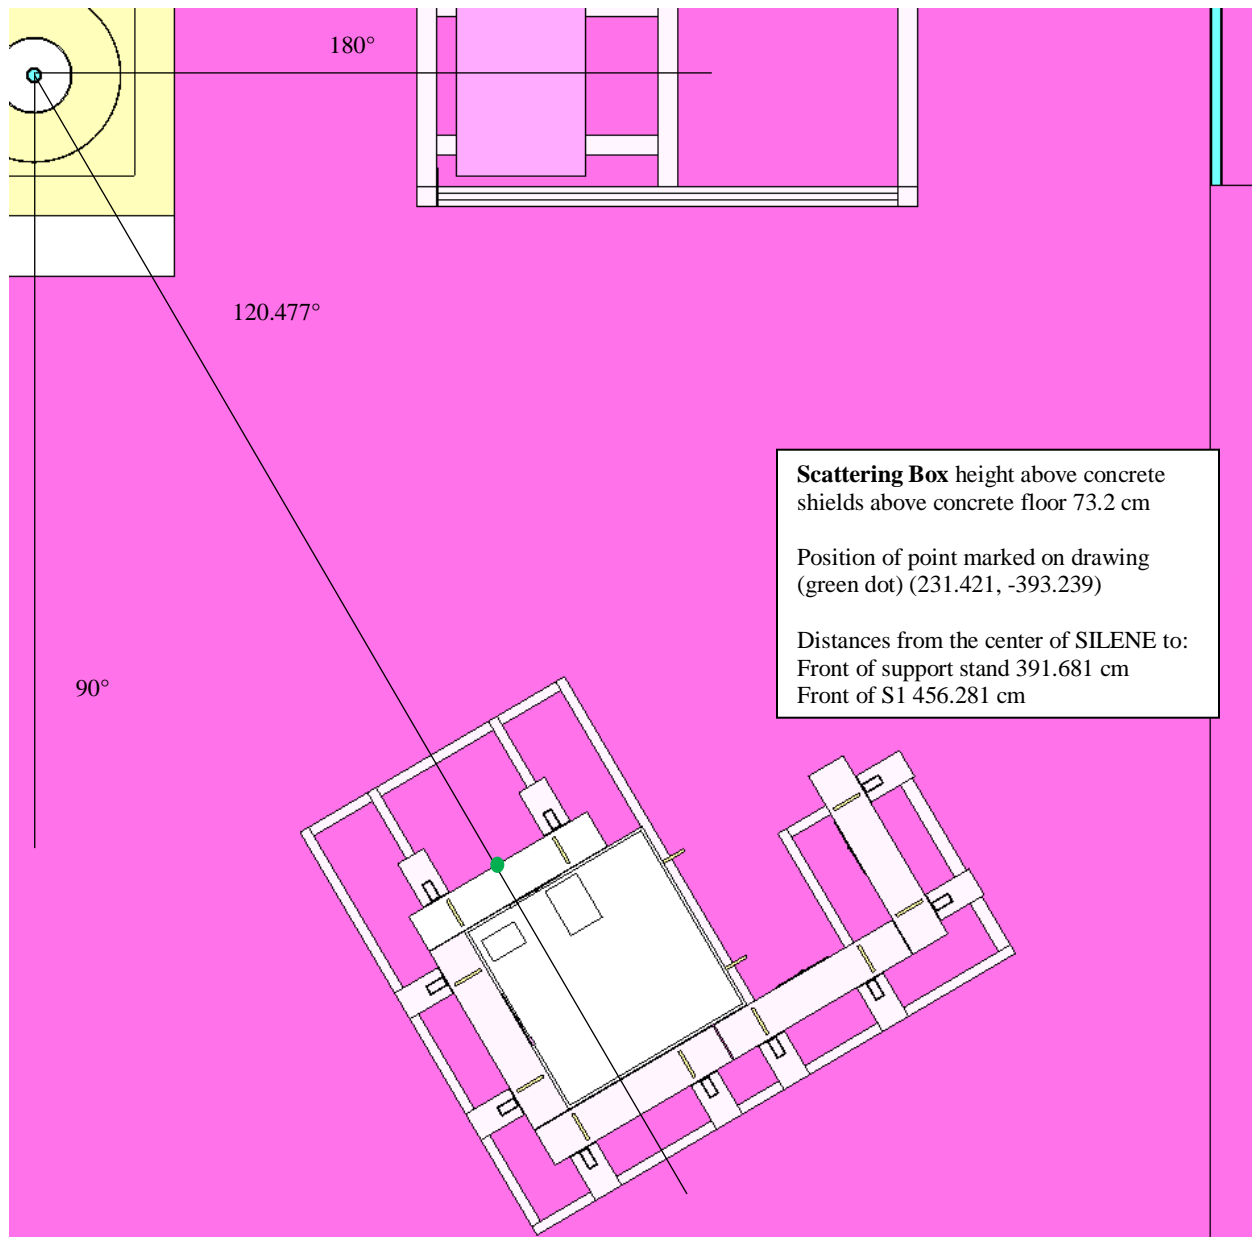 180°
120.477°
Scattering Box height above concrete
shields above concrete floor 73.2 cm
Position of point marked on drawing
(green dot) (231.421, -393.239)
Distances from the center of SILENE to:
Front of support stand 391.681 cm
Front of S1 456.281 cm
90°